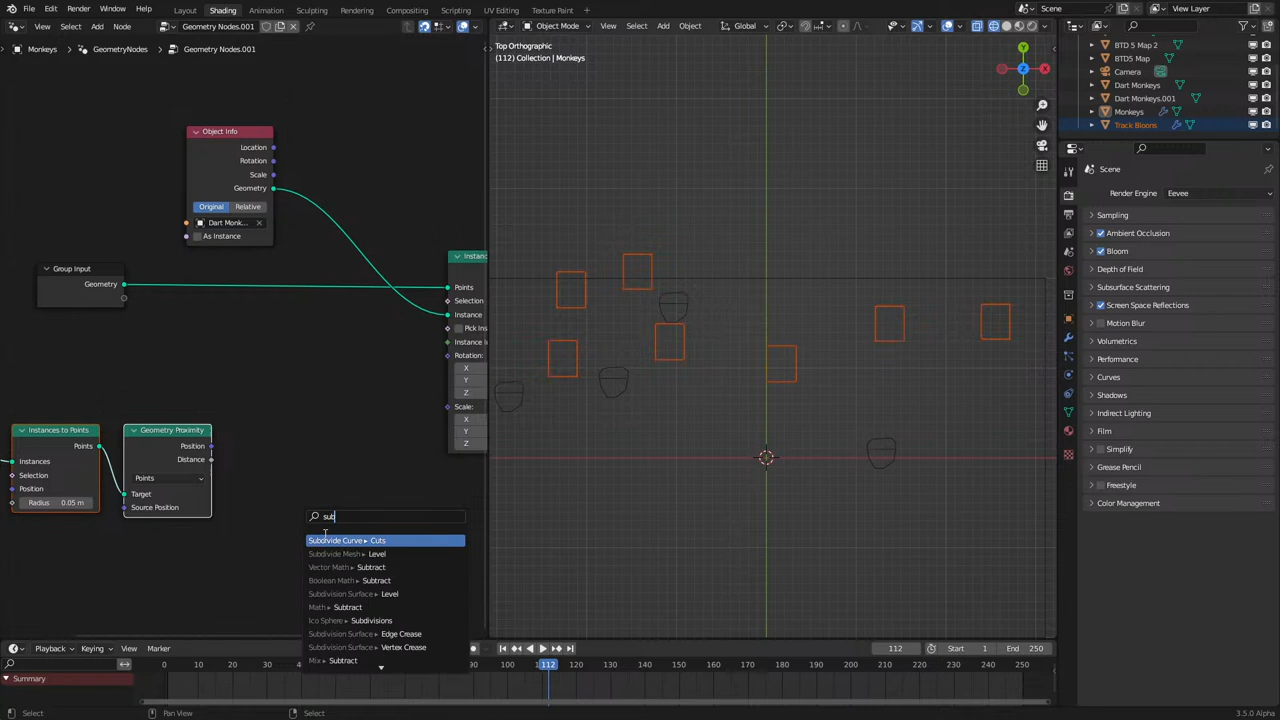 File Edit Render Window Help Layout Shading Animation Sculpting Rendering Compositing Scripting UV Editing Texture Paint Scene View Layer
View Select Add Node Geometry Nodes.001 Object Mode View Select Add Object Global
Monkeys > GeometryNodes > Geometry Nodes.001
Top Orthographic
(112) Collection | Monkeys
BTD 5 Map 2
BTD5 Map
Camera
Dart Monkeys
Dart Monkeys.001
Monkeys
Track Bloons
Object Info
Location
Rotation
Scale
Geometry
Original Relative
Dart Monk...
As Instance
Group Input
Geometry
Instanc
Points
Selection
Instance
Pick Ins
Instance I
Rotation:
X
Y
Z
Scale:
X
Y
Z
Instances to Points
Points
Instances
Selection
Position
Radius 0.05 m
Geometry Proximity
Position
Distance
Points
Target
Source Position
sub
Subdivide Curve ▸ Cuts
Subdivide Mesh ▸ Level
Vector Math ▸ Subtract
Boolean Math ▸ Subtract
Subdivision Surface ▸ Level
Math ▸ Subtract
Ico Sphere ▸ Subdivisions
Subdivision Surface ▸ Edge Crease
Subdivision Surface ▸ Vertex Crease
Mix ▸ Subtract
Y
Z
X
Scene
Render Engine Eevee
Sampling
Ambient Occlusion
Bloom
Depth of Field
Subsurface Scattering
Screen Space Reflections
Motion Blur
Volumetrics
Performance
Curves
Shadows
Indirect Lighting
Film
Simplify
Grease Pencil
Freestyle
Color Management
Playback Keying View Marker 112 Start 1 End 250
100 110 112 120 130 140 150 160 170 180 190 200 210 220 230 240 250
Summary
Select Pan View Select 3.5.0 Alpha